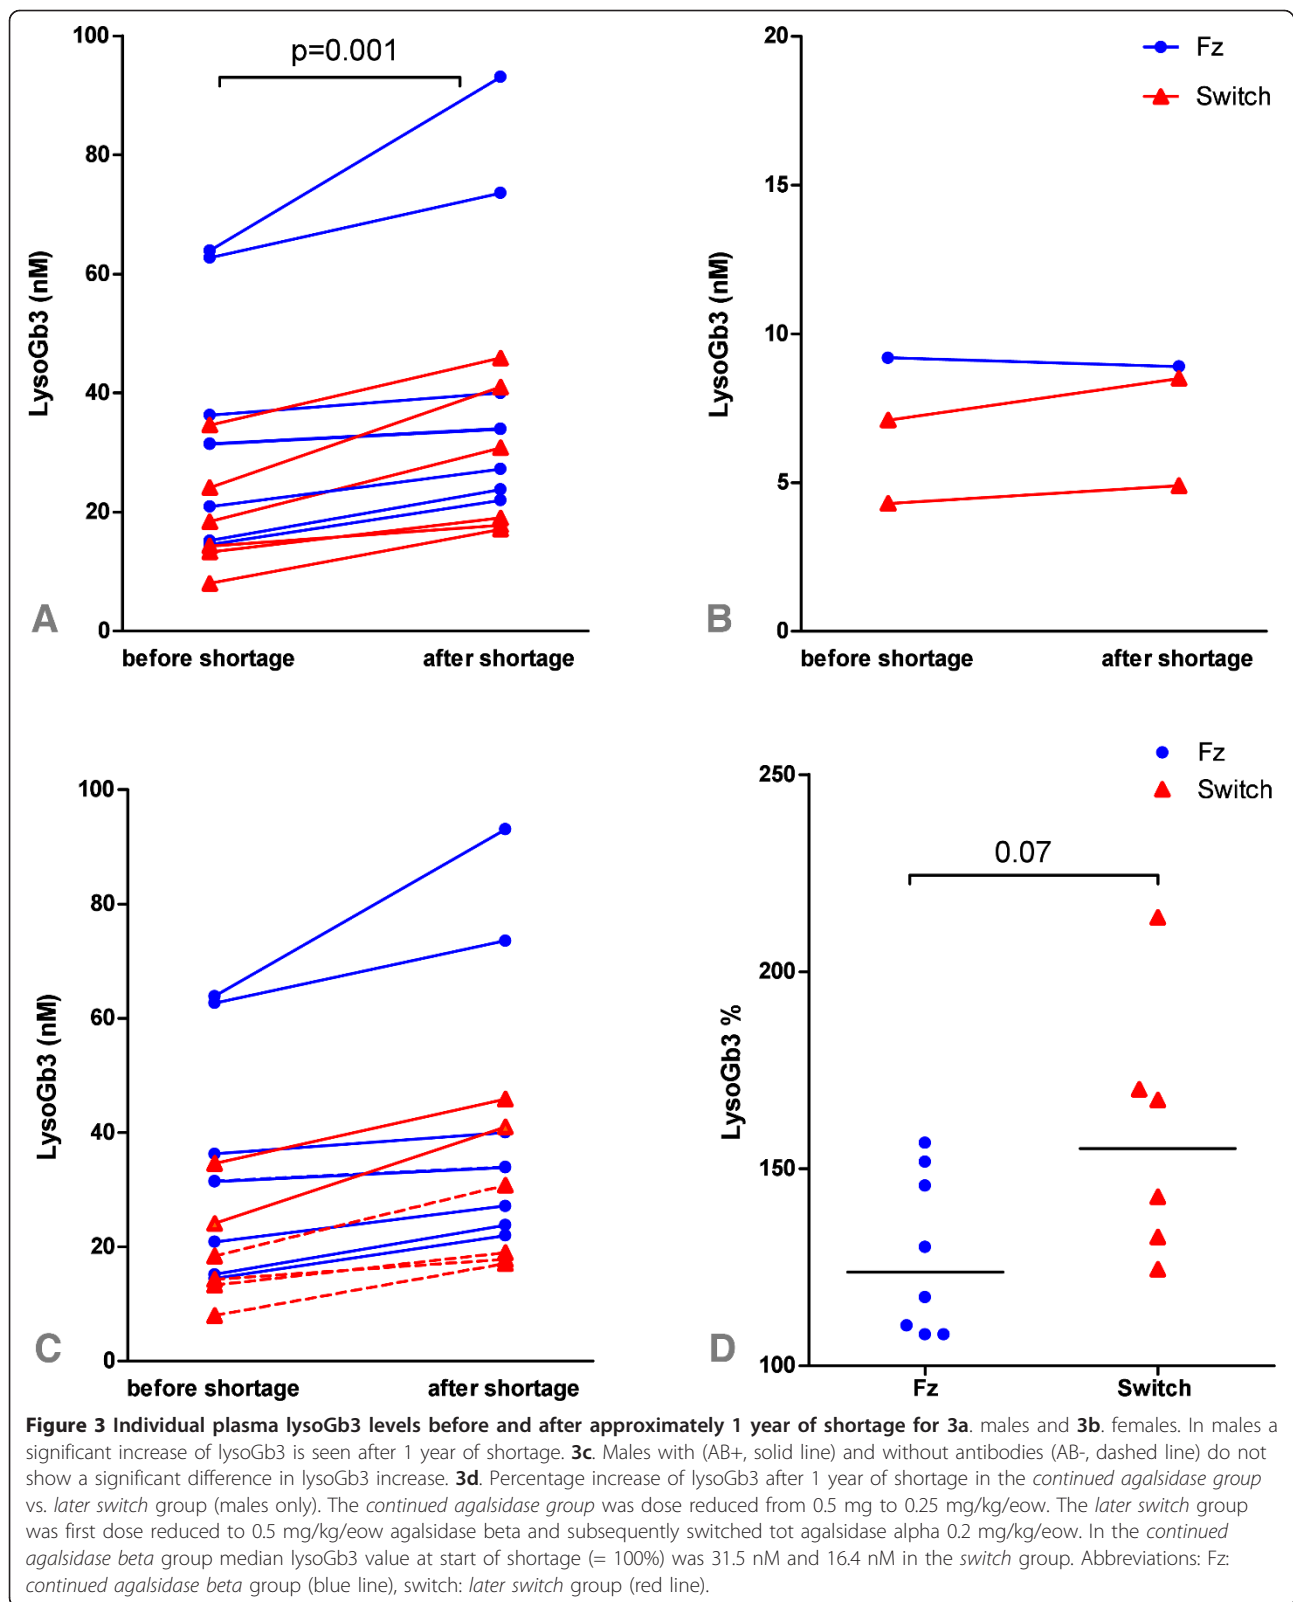 100
80
60
40
20
0
LysoGb3 (nM)
p=0.001
A
before shortage
after shortage
20
15
10
5
0
LysoGb3 (nM)
Fz
Switch
B
before shortage
after shortage
100
80
60
40
20
0
LysoGb3 (nM)
C
before shortage
after shortage
250
200
150
100
LysoGb3 %
0.07
Fz
Switch
D
Fz
Switch
Figure 3 Individual plasma lysoGb3 levels before and after approximately 1 year of shortage for 3a. males and 3b. females. In males a
significant increase of lysoGb3 is seen after 1 year of shortage. 3c. Males with (AB+, solid line) and without antibodies (AB-, dashed line) do not
show a significant difference in lysoGb3 increase. 3d. Percentage increase of lysoGb3 after 1 year of shortage in the continued agalsidase group
vs. later switch group (males only). The continued agalsidase group was dose reduced from 0.5 mg to 0.25 mg/kg/eow. The later switch group
was first dose reduced to 0.5 mg/kg/eow agalsidase beta and subsequently switched tot agalsidase alpha 0.2 mg/kg/eow. In the continued
agalsidase beta group median lysoGb3 value at start of shortage (= 100%) was 31.5 nM and 16.4 nM in the switch group. Abbreviations: Fz:
continued agalsidase beta group (blue line), switch: later switch group (red line).